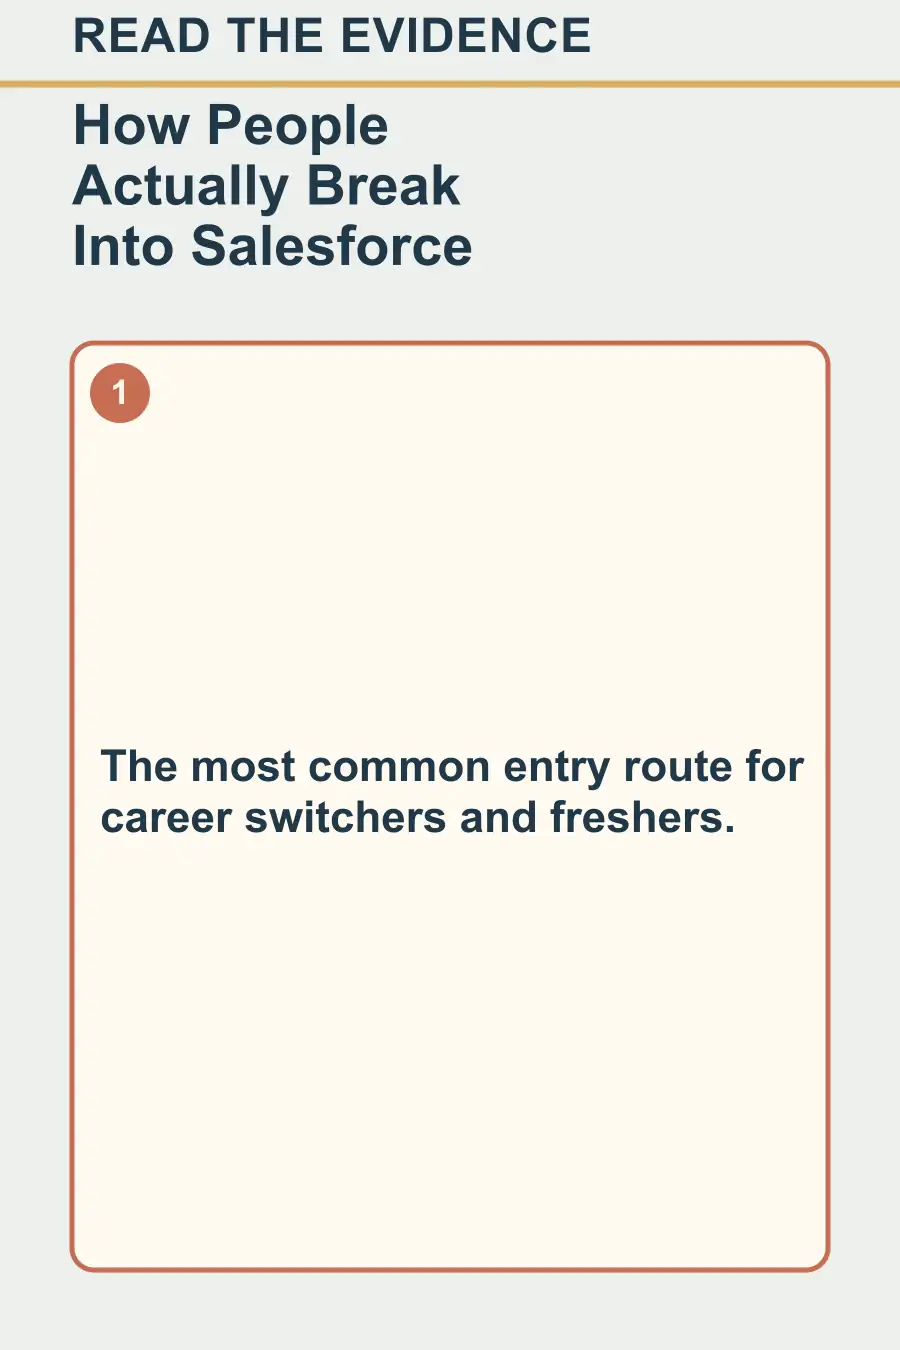 READ THE EVIDENCE
How People
Actually Break
Into Salesforce
1
The most common entry route for
career switchers and freshers.